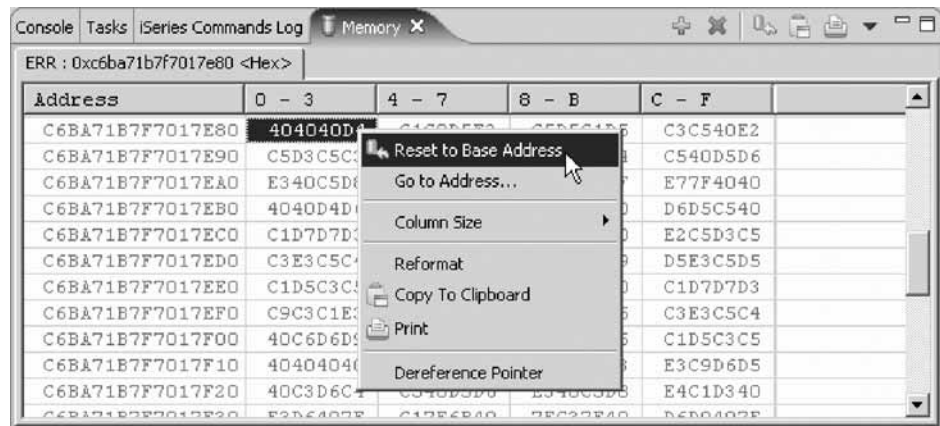 Console Tasks iSeries Commands Log Memory
ERR : 0xc6ba71b7f7017e80 <Hex>
Address 0 - 3 4 - 7 8 - B C - F
C6BA71B7F7017E80 404040D4 C3C540E2
Reset to Base Address
C6BA71B7F7017E90 C540D5D6
Go to Address...
C6BA71B7F7017EA0 E77F4040
C6BA71B7F7017EB0 D6D5C540
Column Size
C6BA71B7F7017EC0 E2C5D3C5
C6BA71B7F7017ED0 D5E3C5D5
Reformat
C6BA71B7F7017EE0 C1D7D7D3
Copy To Clipboard
C6BA71B7F7017EF0 C3E3C5C4
Print
C6BA71B7F7017F00 C1D5C3C5
C6BA71B7F7017F10 E3C9D6D5
Dereference Pointer
C6BA71B7F7017F20 E4C1D340